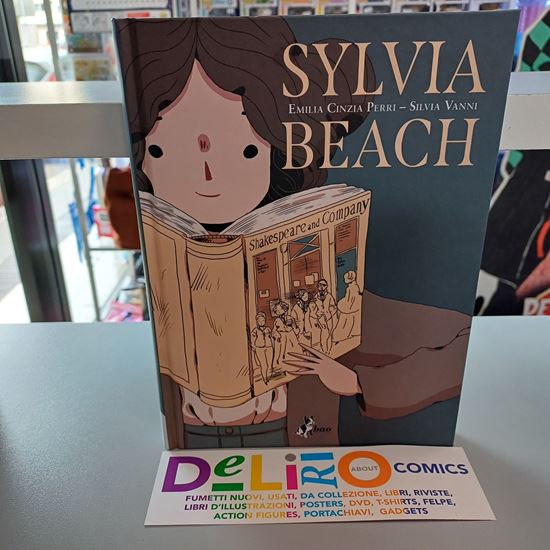 SYLVIA
EMILIA CINZIA PERRI – SILVIA VANNI
BEACH
Shakespeare and Company
bao
DeLiRiO ABOUT COMICS
FUMETTI NUOVI, USATI, DA COLLEZIONE, LIBRI, RIVISTE,
LIBRI D'ILLUSTRAZIONI, POSTERS, DVD, T-SHIRTS, FELPE,
ACTION FIGURES, PORTACHIAVI, GADGETS